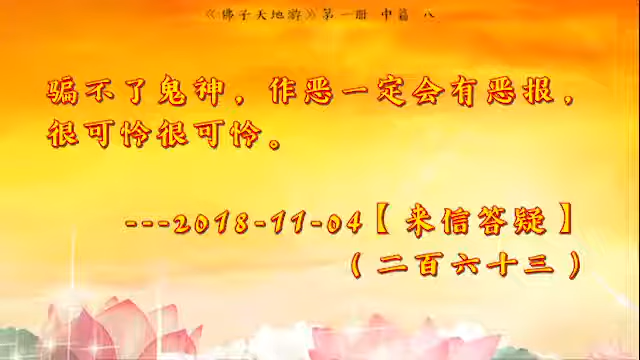 《佛子天地游》第一册 中篇 八
骗不了鬼神，作恶一定会有恶报，
很可怜很可怜。
---2018-11-04【来信答疑】
（二百六十三）